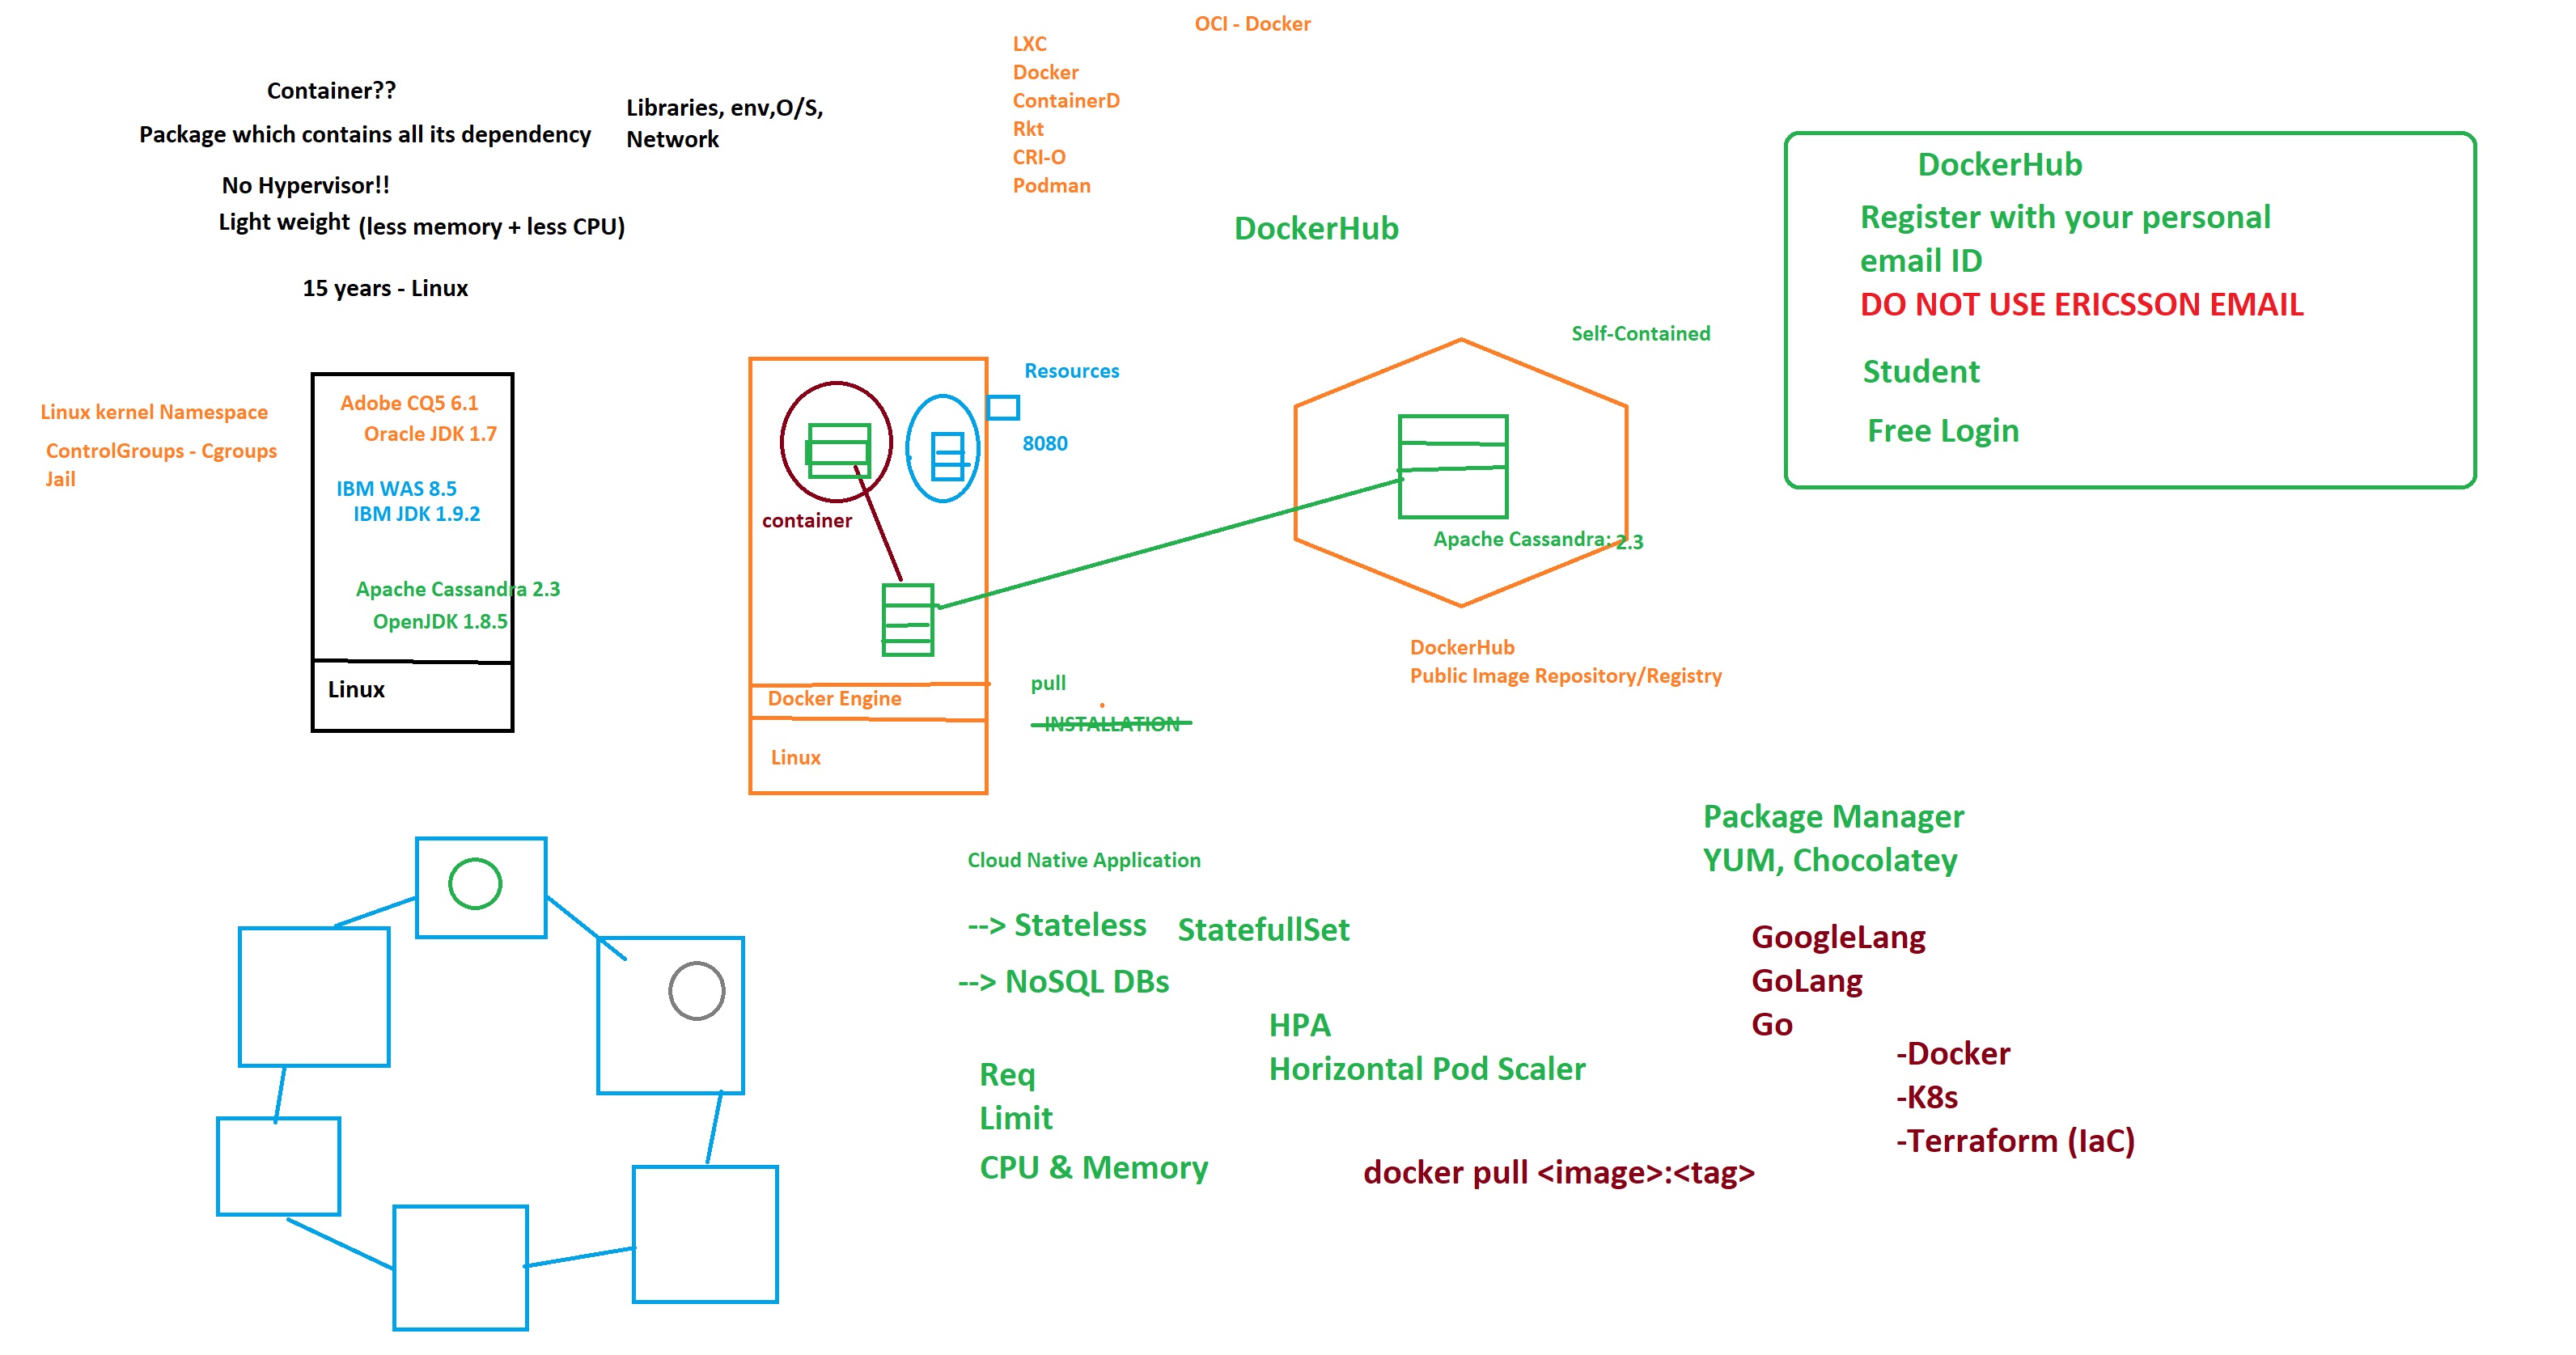 OCI - Docker
LXC
Docker
ContainerD
Rkt
CRI-O
Podman
Container??
Package which contains all its dependency
Libraries, env,O/S,
Network
No Hypervisor!!
Light weight (less memory + less CPU)
15 years - Linux
DockerHub
DockerHub
Register with your personal
email ID
DO NOT USE ERICSSON EMAIL
Student
Free Login
Linux kernel Namespace
ControlGroups - Cgroups
Jail
Adobe CQ5 6.1
Oracle JDK 1.7
IBM WAS 8.5
IBM JDK 1.9.2
Apache Cassandra 2.3
OpenJDK 1.8.5
Linux
container
Docker Engine
Linux
Resources
8080
pull
INSTALLATION
Self-Contained
Apache Cassandra: 2.3
DockerHub
Public Image Repository/Registry
Cloud Native Application
--> Stateless StatefullSet
--> NoSQL DBs
HPA
Horizontal Pod Scaler
Req
Limit
CPU & Memory
docker pull <image>:<tag>
Package Manager
YUM, Chocolatey
GoogleLang
GoLang
Go
-Docker
-K8s
-Terraform (IaC)